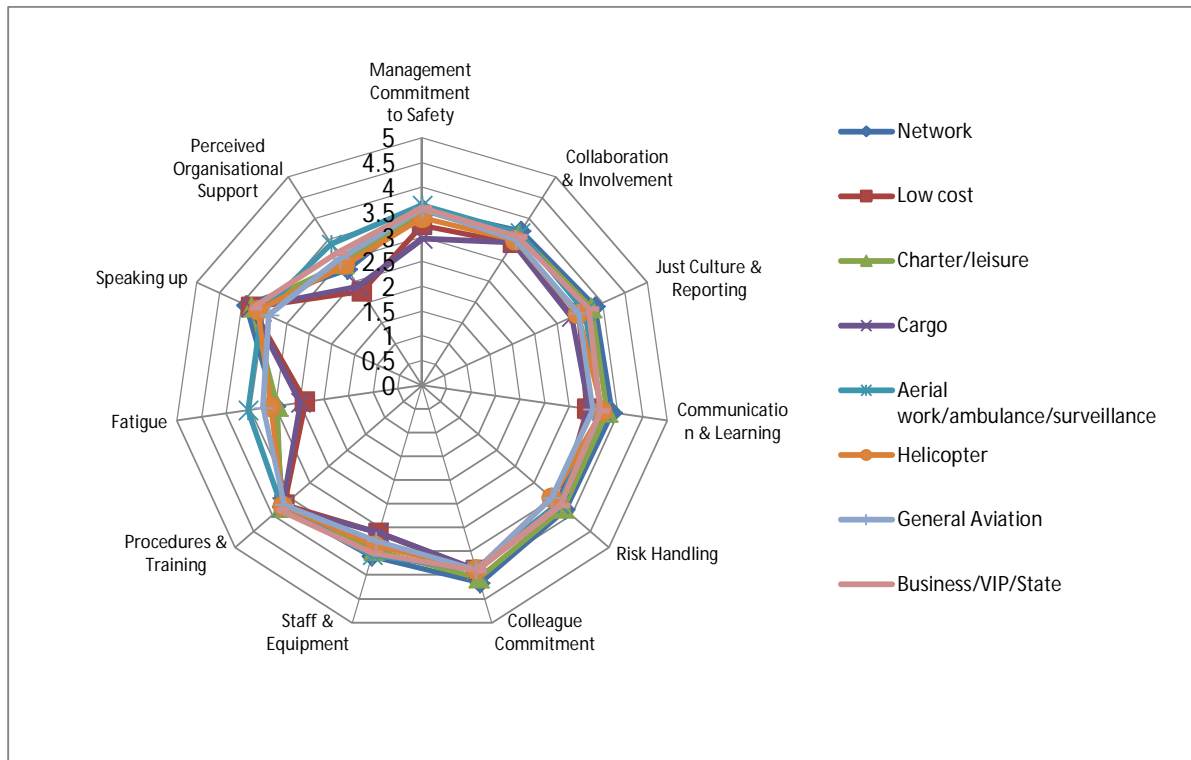 Management
Commitment
to Safety
Collaboration
& Involvement
Just Culture &
Reporting
Communicatio
n & Learning
Risk Handling
Colleague
Commitment
Staff &
Equipment
Procedures &
Training
Fatigue
Speaking up
Perceived
Organisational
Support
5
4.5
4
3.5
3
2.5
2
1.5
1
0.5
0
Network
Low cost
Charter/leisure
Cargo
Aerial
work/ambulance/surveillance
Helicopter
General Aviation
Business/VIP/State